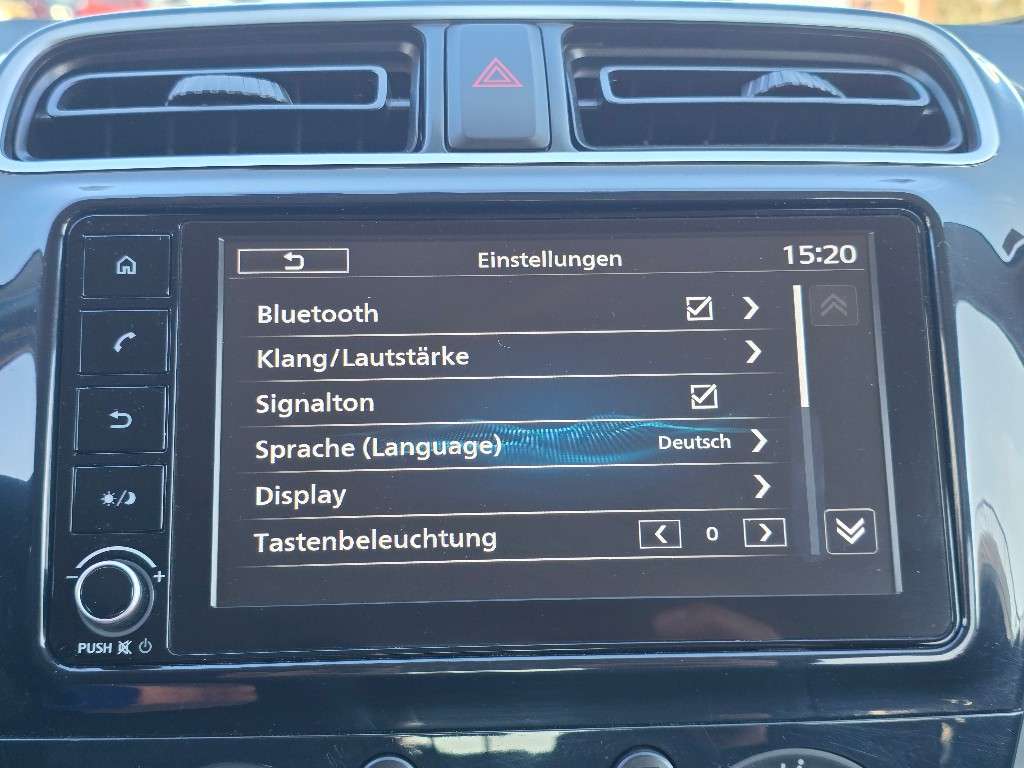 Einstellungen 15:20
Bluetooth
Klang/Lautstärke
Signalton
Sprache (Language) Deutsch
Display
Tastenbeleuchtung 0
PUSH